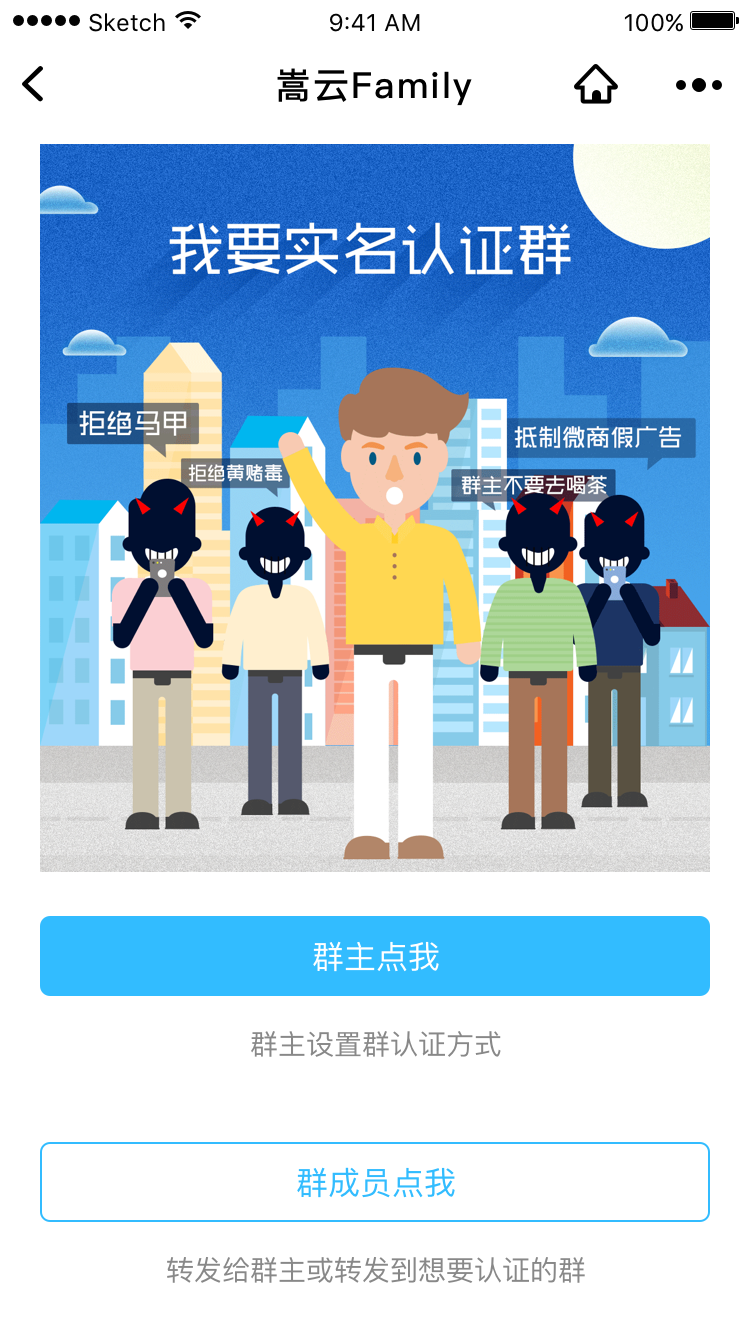 Sketch 9:41 AM 100%
嵩云Family
我要实名认证群
拒绝马甲
抵制微商假广告
拒绝黄赌毒
群主不要去喝茶
群主点我
群主设置群认证方式
群成员点我
转发给群主或转发到想要认证的群